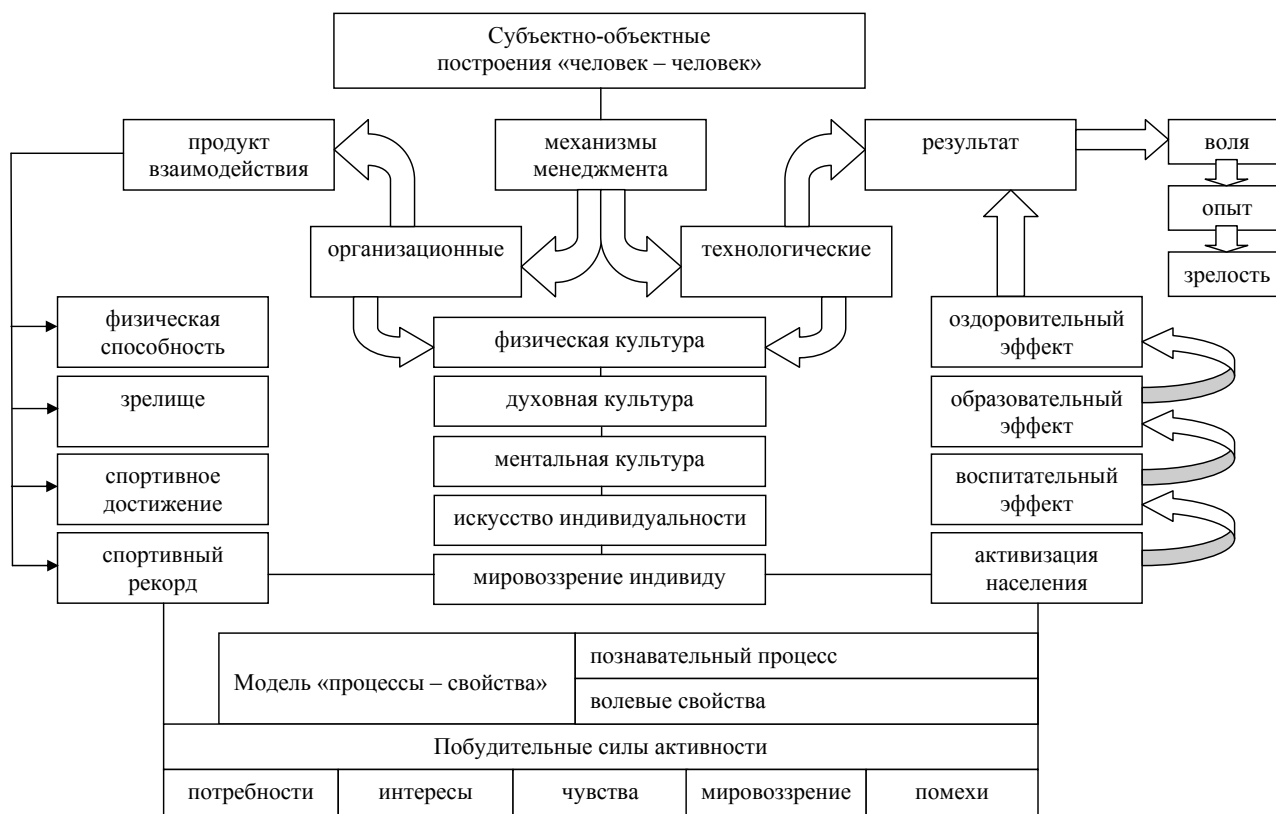 Субъектно-объектные
построения «человек – человек»
продукт
взаимодействия
механизмы
менеджмента
результат
воля
опыт
зрелость
организационные
технологические
физическая
способность
зрелище
спортивное
достижение
спортивный
рекорд
физическая культура
духовная культура
ментальная культура
искусство индивидуальности
мировоззрение индивиду
оздоровительный
эффект
образовательный
эффект
воспитательный
эффект
активизация
населения
Модель «процессы – свойства»
познавательный процесс
волевые свойства
Побудительные силы активности
потребности
интересы
чувства
мировоззрение
помехи